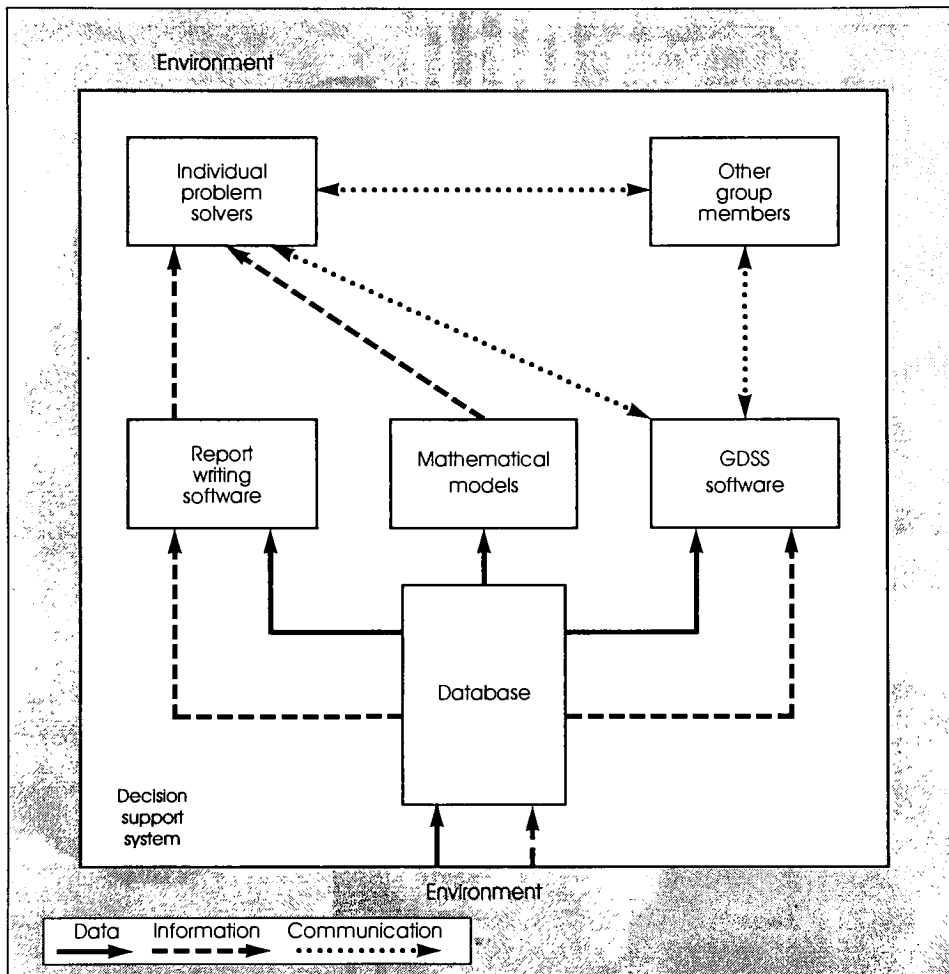 Environment
Individual
problem
solvers
Other
group
members
Report
writing
software
Mathematical
models
GDSS
software
Database
Decision
support
system
Environment
Data Information Communication